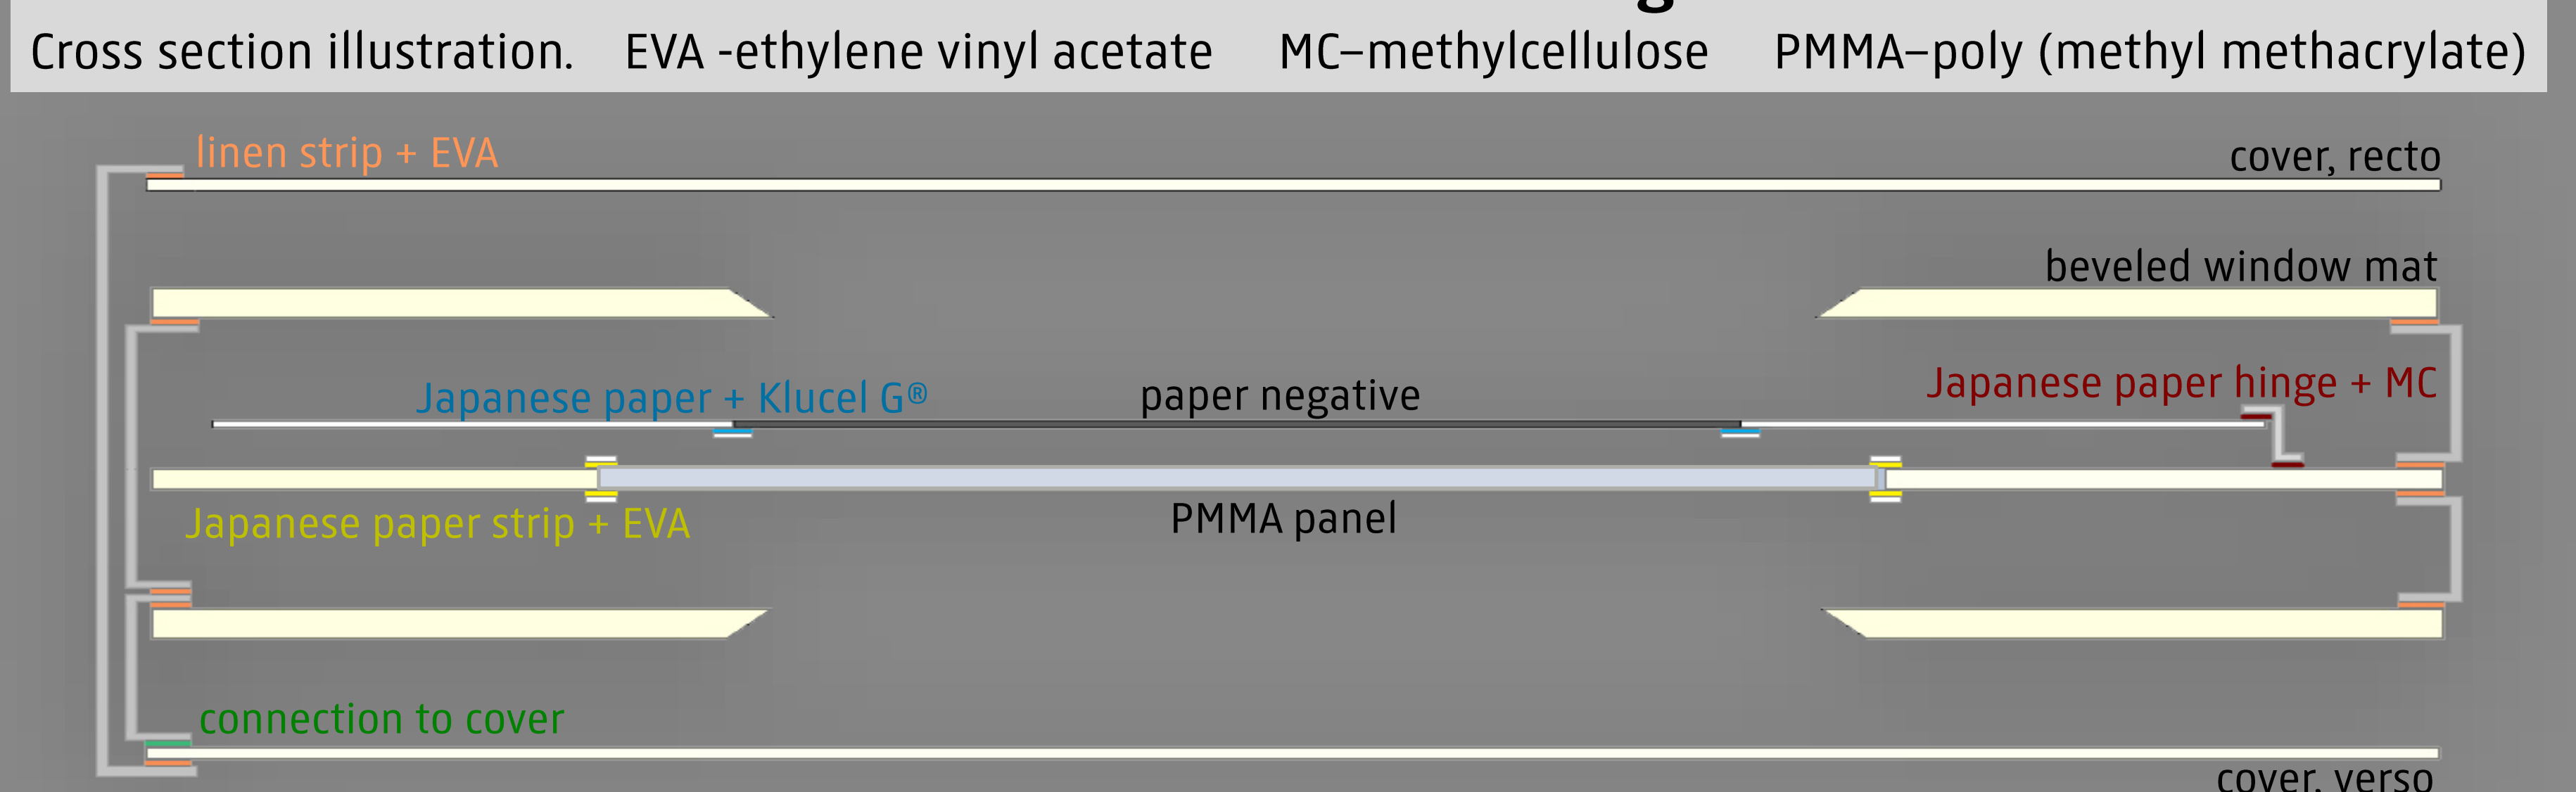 Cross section illustration. EVA -ethylene vinyl acetate MC–methylcellulose PMMA–poly (methyl methacrylate)
linen strip + EVA
cover, recto
beveled window mat
Japanese paper + Klucel G®
paper negative
Japanese paper hinge + MC
Japanese paper strip + EVA
PMMA panel
connection to cover
cover, verso